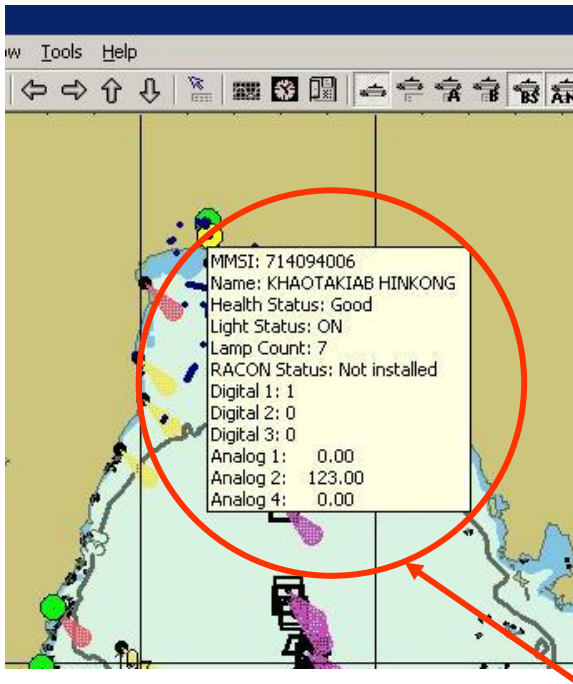 w Tools Help
A B BS AN
MMSI: 714094006
Name: KHAOTAKIAB HINKONG
Health Status: Good
Light Status: ON
Lamp Count: 7
RACON Status: Not installed
Digital 1: 1
Digital 2: 0
Digital 3: 0
Analog 1: 0.00
Analog 2: 123.00
Analog 4: 0.00